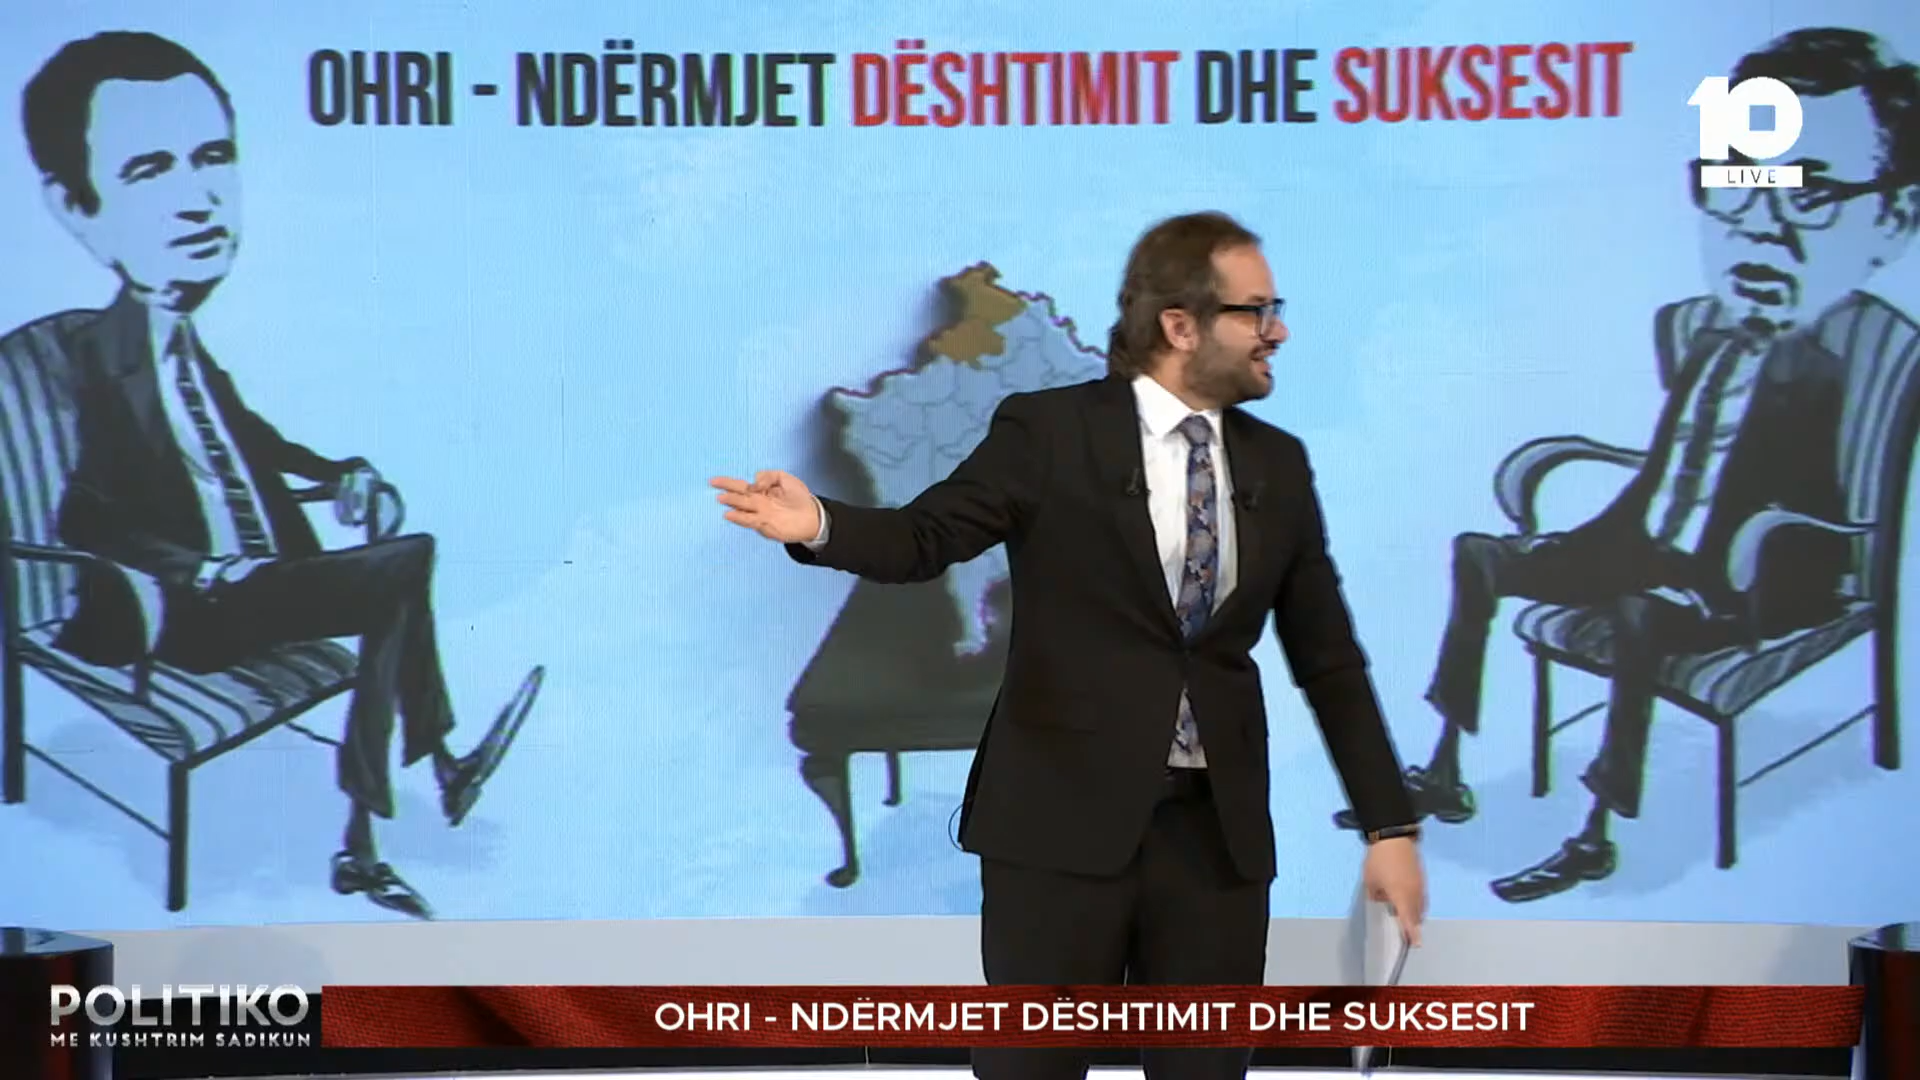 OHRI - NDËRMJET DËSHTIMIT DHE SUKSESIT
10
LIVE
POLITIKO
ME KUSHTRIM SADIKUN
OHRI - NDËRMJET DËSHTIMIT DHE SUKSESIT